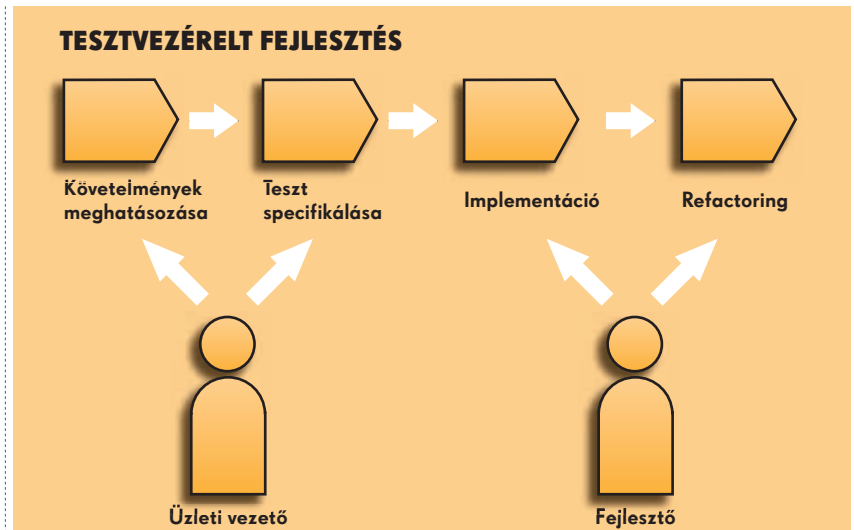 TESZTVEZÉRELT FEJLESZTÉS
Követelmények
meghatásozása
Teszt
specifikálása
Implementáció
Refactoring
Üzleti vezető
Fejlesztő